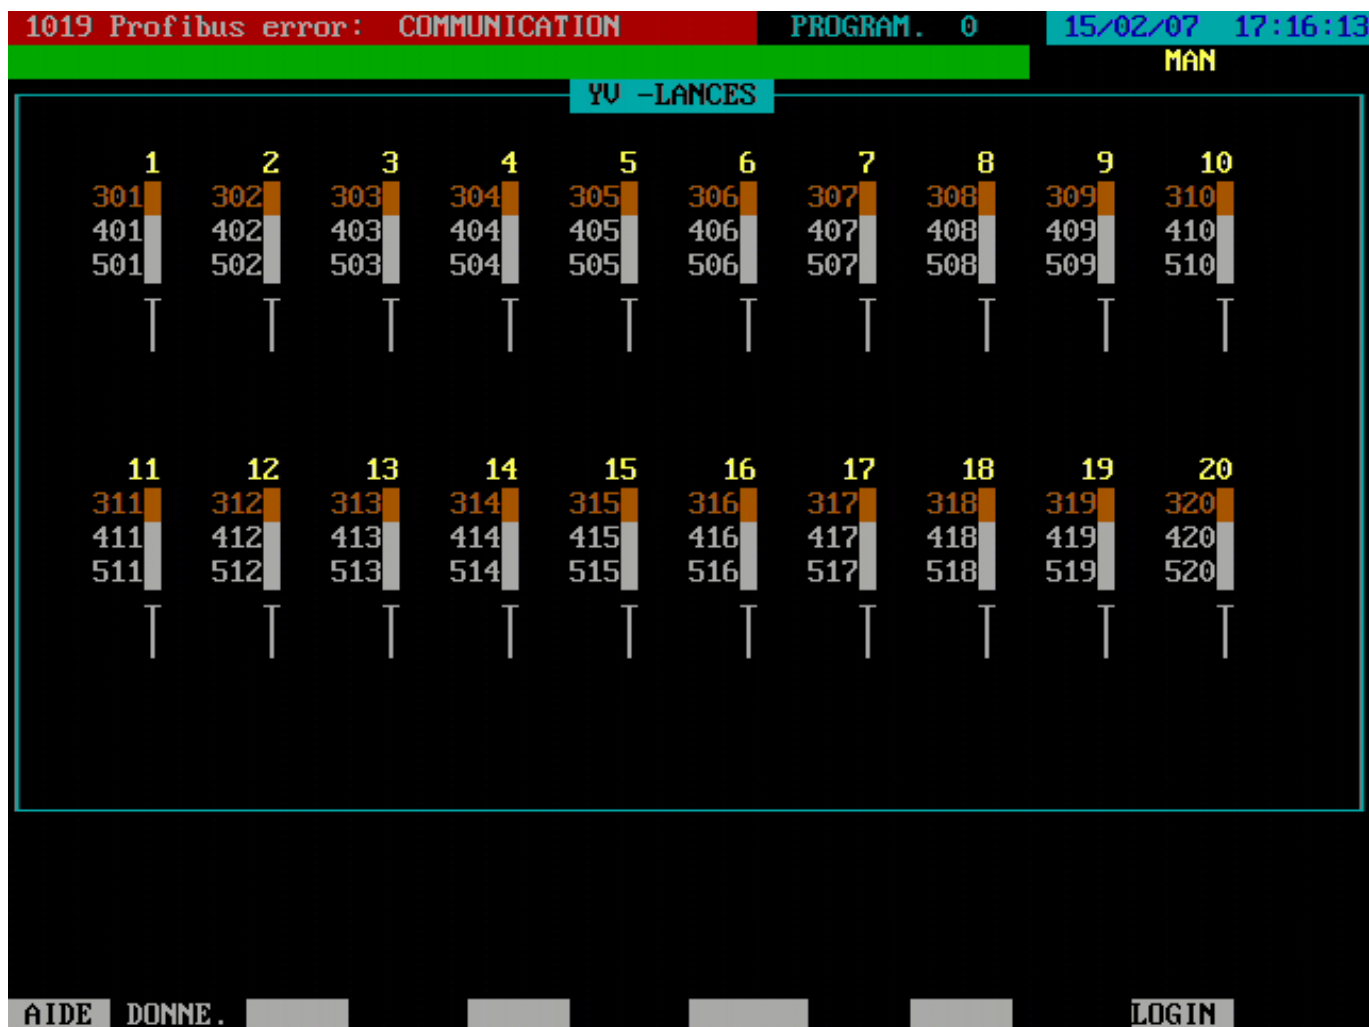 1019 Profibus error: COMMUNICATION PROGRAM. 0 15/02/07 17:16:13
MAN
YV -LANCES
1 2 3 4 5 6 7 8 9 10
301 302 303 304 305 306 307 308 309 310
401 402 403 404 405 406 407 408 409 410
501 502 503 504 505 506 507 508 509 510
11 12 13 14 15 16 17 18 19 20
311 312 313 314 315 316 317 318 319 320
411 412 413 414 415 416 417 418 419 420
511 512 513 514 515 516 517 518 519 520
AIDE DONNE. LOGIN